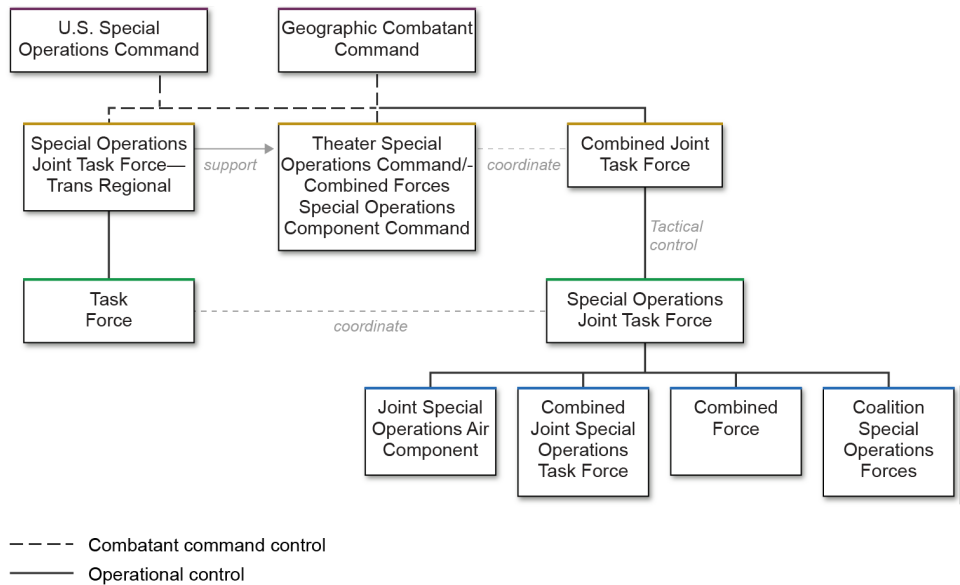 U.S. Special
Operations Command
Geographic Combatant
Command
Special Operations
Joint Task Force—
Trans Regional
support
Theater Special
Operations Command/-
Combined Forces
Special Operations
Component Command
coordinate
Combined Joint
Task Force
Tactical
control
Task
Force
coordinate
Special Operations
Joint Task Force
Joint Special
Operations Air
Component
Combined
Joint Special
Operations
Task Force
Combined
Force
Coalition
Special
Operations
Forces
Combatant command control
Operational control